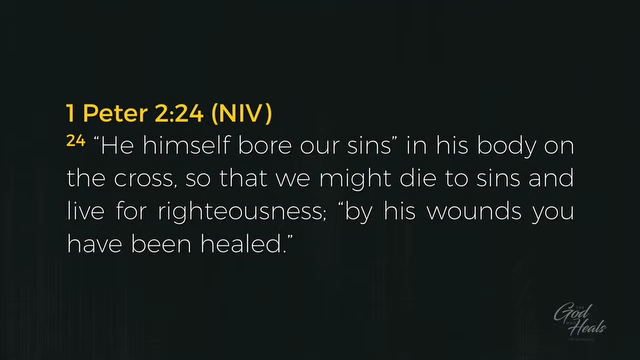 1 Peter 2:24 (NIV)
24 “He himself bore our sins” in his body on
the cross, so that we might die to sins and
live for righteousness; “by his wounds you
have been healed.”
THE
God
Heals